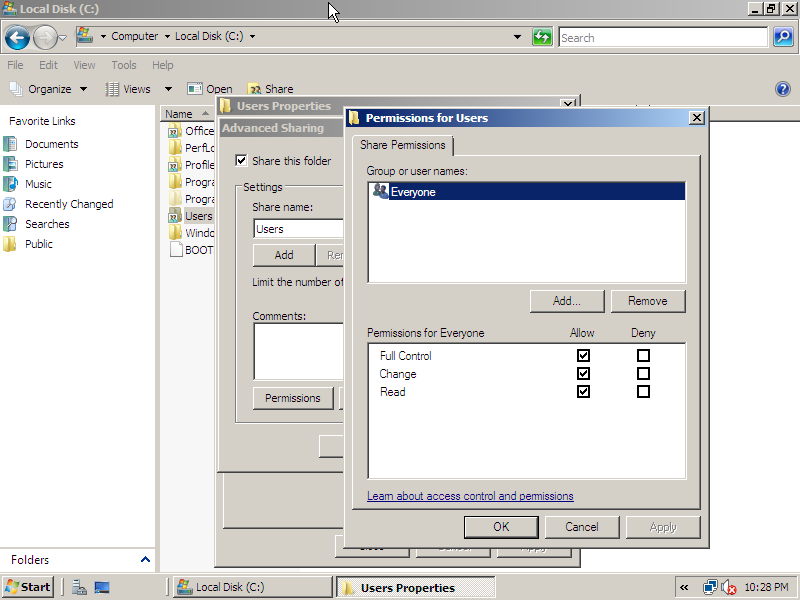 Local Disk (C:)
Computer
Local Disk (C:)
Search
File Edit View Tools Help
Organize Views Open Share
Favorite Links
Documents
Pictures
Music
Recently Changed
Searches
Public
Folders
Name
Office
PerfLo
Profile
Progra
Progra
Users
Windo
BOOT
Users Properties
Advanced Sharing
Share this folder
Settings
Share name:
Users
Add
Limit the number of
Comments:
Permissions
Permissions for Users
Share Permissions
Group or user names:
Everyone
Add...
Remove
Permissions for Everyone Allow Deny
Full Control
Change
Read
Learn about access control and permissions
OK Cancel Apply
Start
Local Disk (C:)
Users Properties
10:28 PM